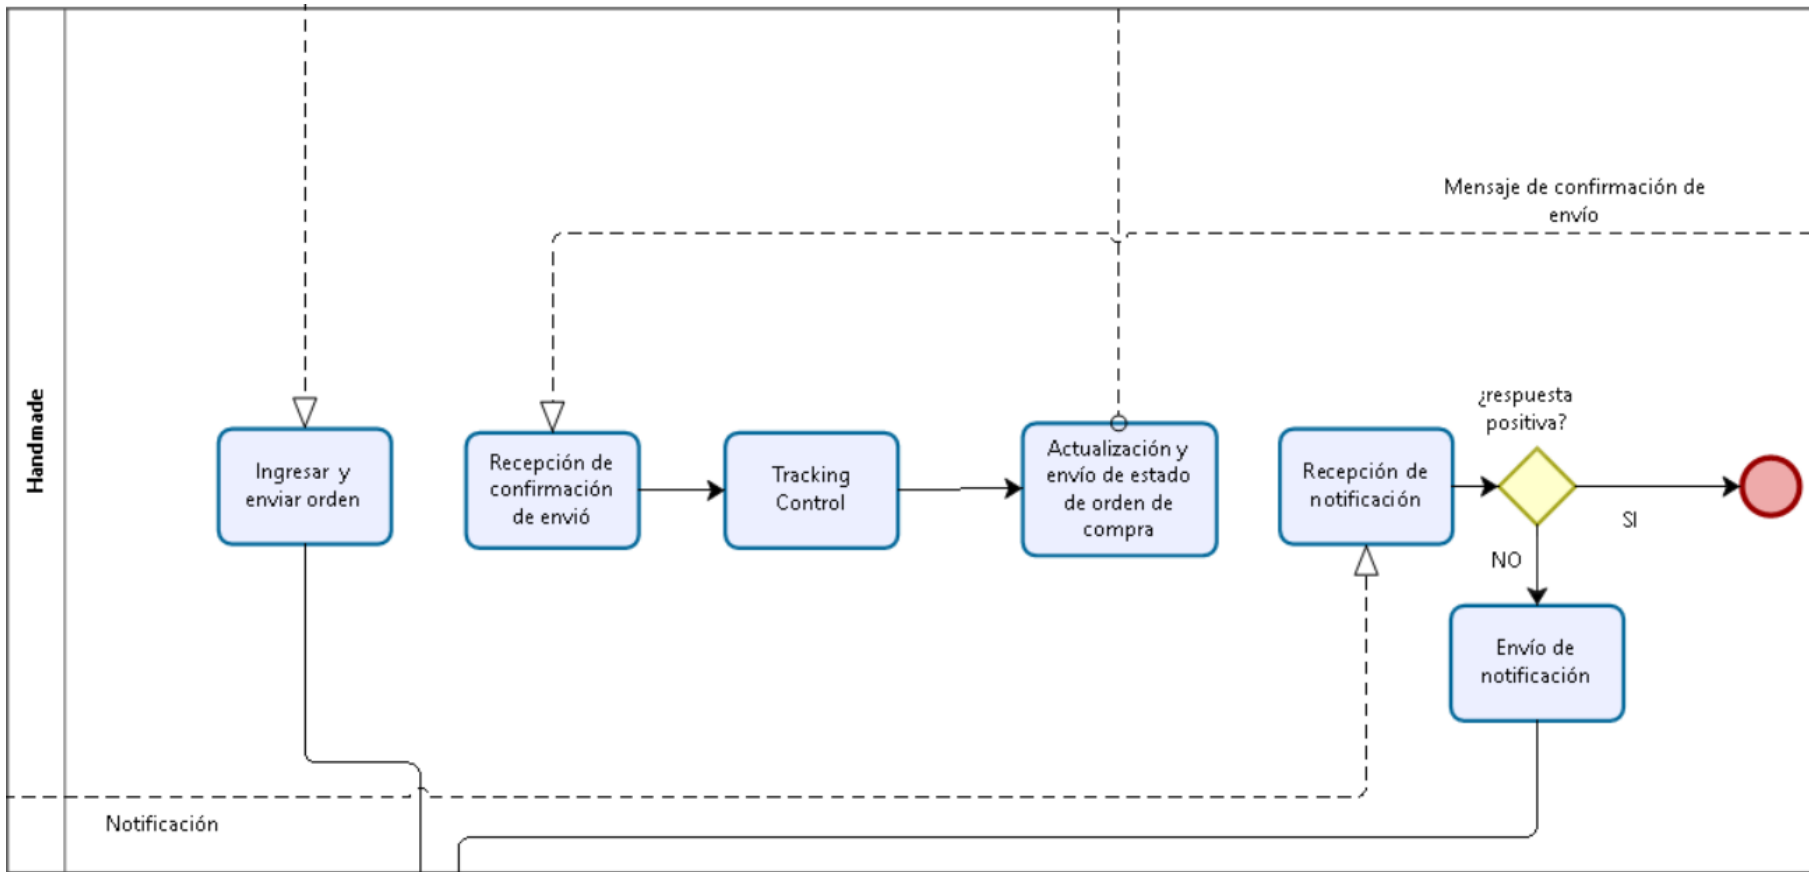 Handmade
Mensaje de confirmación de
envío
Ingresar y
enviar orden
Recepción de
confirmación
de envió
Tracking
Control
Actualización y
envío de estado
de orden de
compra
Recepción de
notificación
¿respuesta
positiva?
SI
NO
Envío de
notificación
Notificación